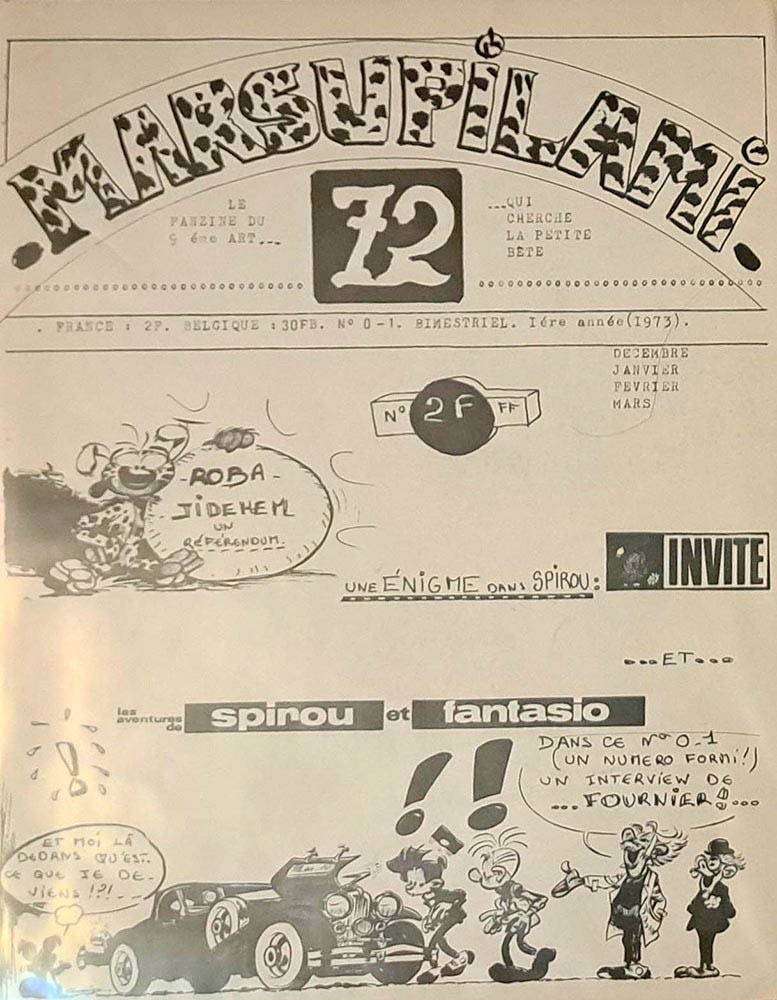 MARSUPILAMI
72
LE
FANZINE DU
9 éme ART...
...QUI
CHERCHE
LA PETITE
BÊTE
. FRANCE : 2F. BELGIQUE : 30FB. N° 0-1. BIMESTRIEL. Iére année(I973).
DECEMBRE
JANVIER
FEVRIER
MARS
N° 2F FF
-ROBA-
JIDEHEM
UN
RÉFÉRENDUM.
UNE ÉNIGME DANS SPIROU:
INVITE
...ET...
les
aventures
de
spirou et fantasio
!
!!
DANS CE N° 0-1
(UN NUMERO FORMI!)
UN INTERVIEW DE
... FOURNIER! ...
ET MOI LÀ
DEDANS QU'EST-
CE QUE JE DE-
VIENS !?!...